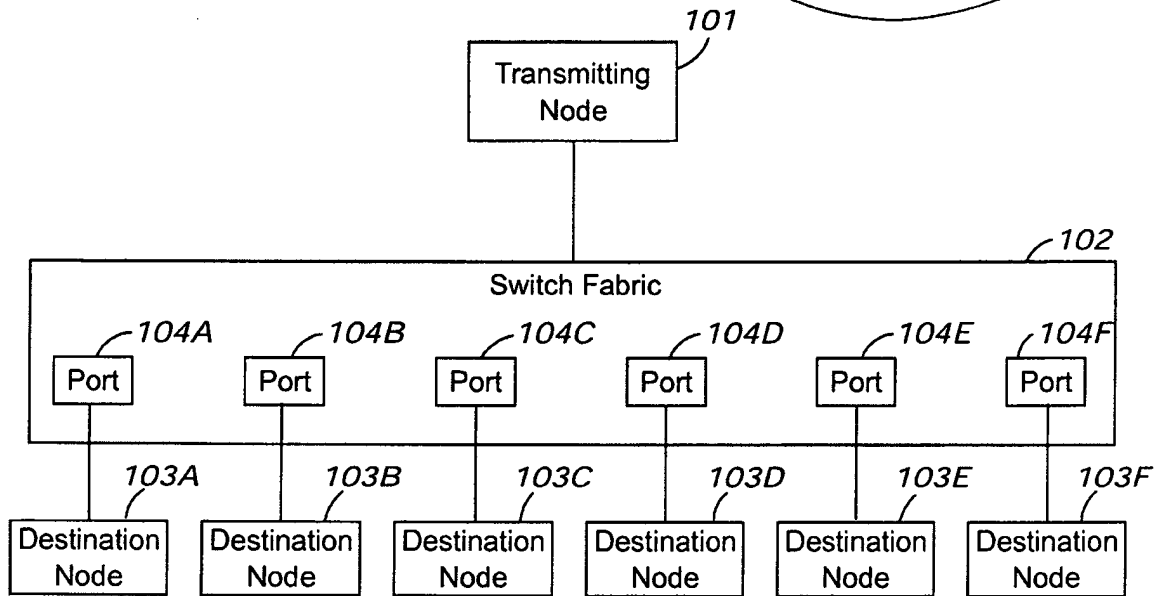 101
Transmitting
Node
102
Switch Fabric
104A 104B 104C 104D 104E 104F
Port Port Port Port Port Port
103A 103B 103C 103D 103E 103F
Destination Destination Destination Destination Destination Destination
Node Node Node Node Node Node